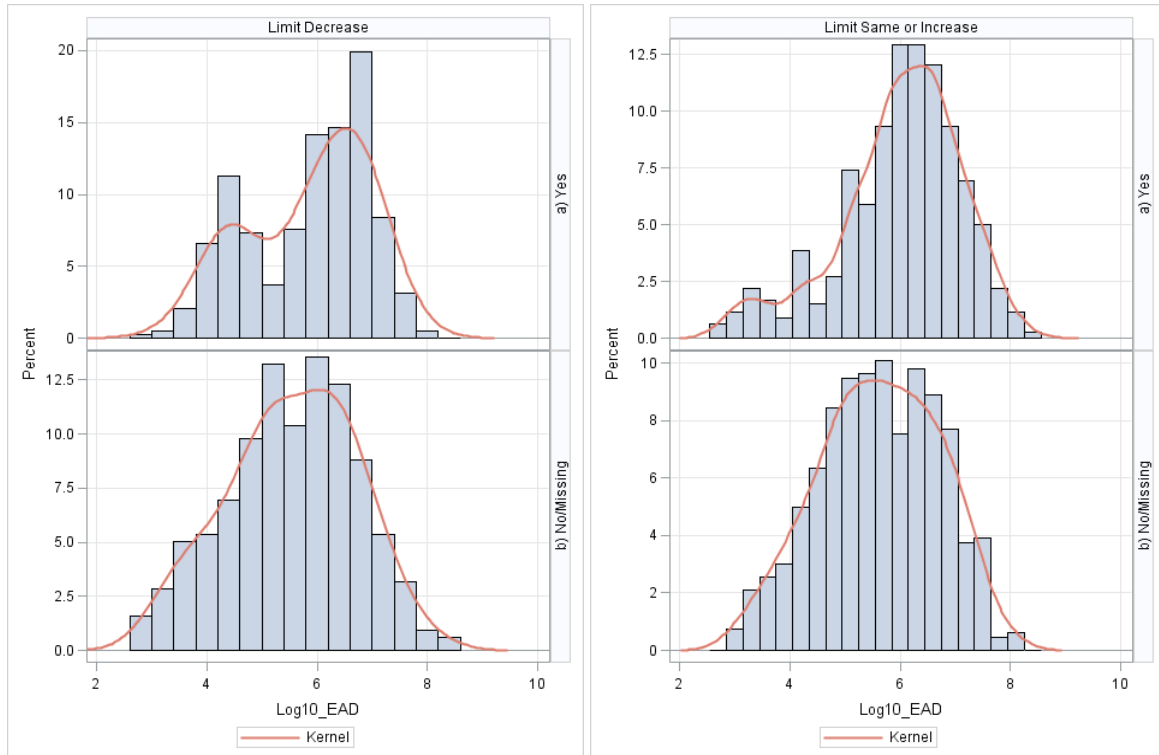 Limit Decrease
20
15
10
5
0
a) Yes
Percent
12.5
10.0
7.5
5.0
2.5
0.0
b) No/Missing
2 4 6 8 10
Log10_EAD
Kernel
Limit Same or Increase
12.5
10.0
7.5
5.0
2.5
0.0
a) Yes
Percent
10
8
6
4
2
0
b) No/Missing
2 4 6 8 10
Log10_EAD
Kernel